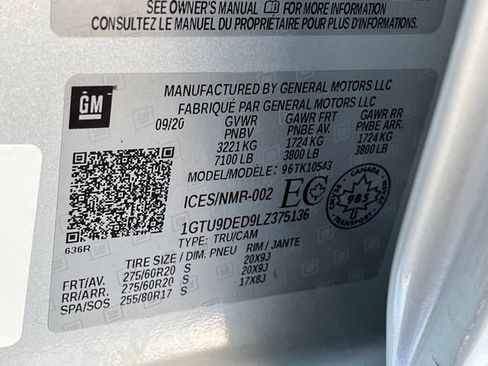 SEE OWNER'S MANUAL FOR MORE INFORMATION
CONSULTEZ LE MANUEL DU PROPRIÉTAIRE POUR PLUS DE
GM
MANUFACTURED BY GENERAL MOTORS LLC
FABRIQUÉ PAR GENERAL MOTORS LLC
09/20 GVWR GAWR FRT GAWR RR
PNBV PNBE AV. PNBE ARR.
3221 KG 1724 KG 1724 KG
7100 LB 3800 LB 3800 LB
MODEL/MODÈLE: 96TK10543
ICES/NMR-002 EC
CANADA 985
1GTU9DED9LZ375136
636R
TYPE: TRU/CAM
TIRE SIZE / DIM. PNEU RIM / JANTE
FRT/AV. 275/60R20 S 20X9J
RR/ARR. 275/60R20 S 20X9J
SPA/SOS 255/80R17 S 17X8J